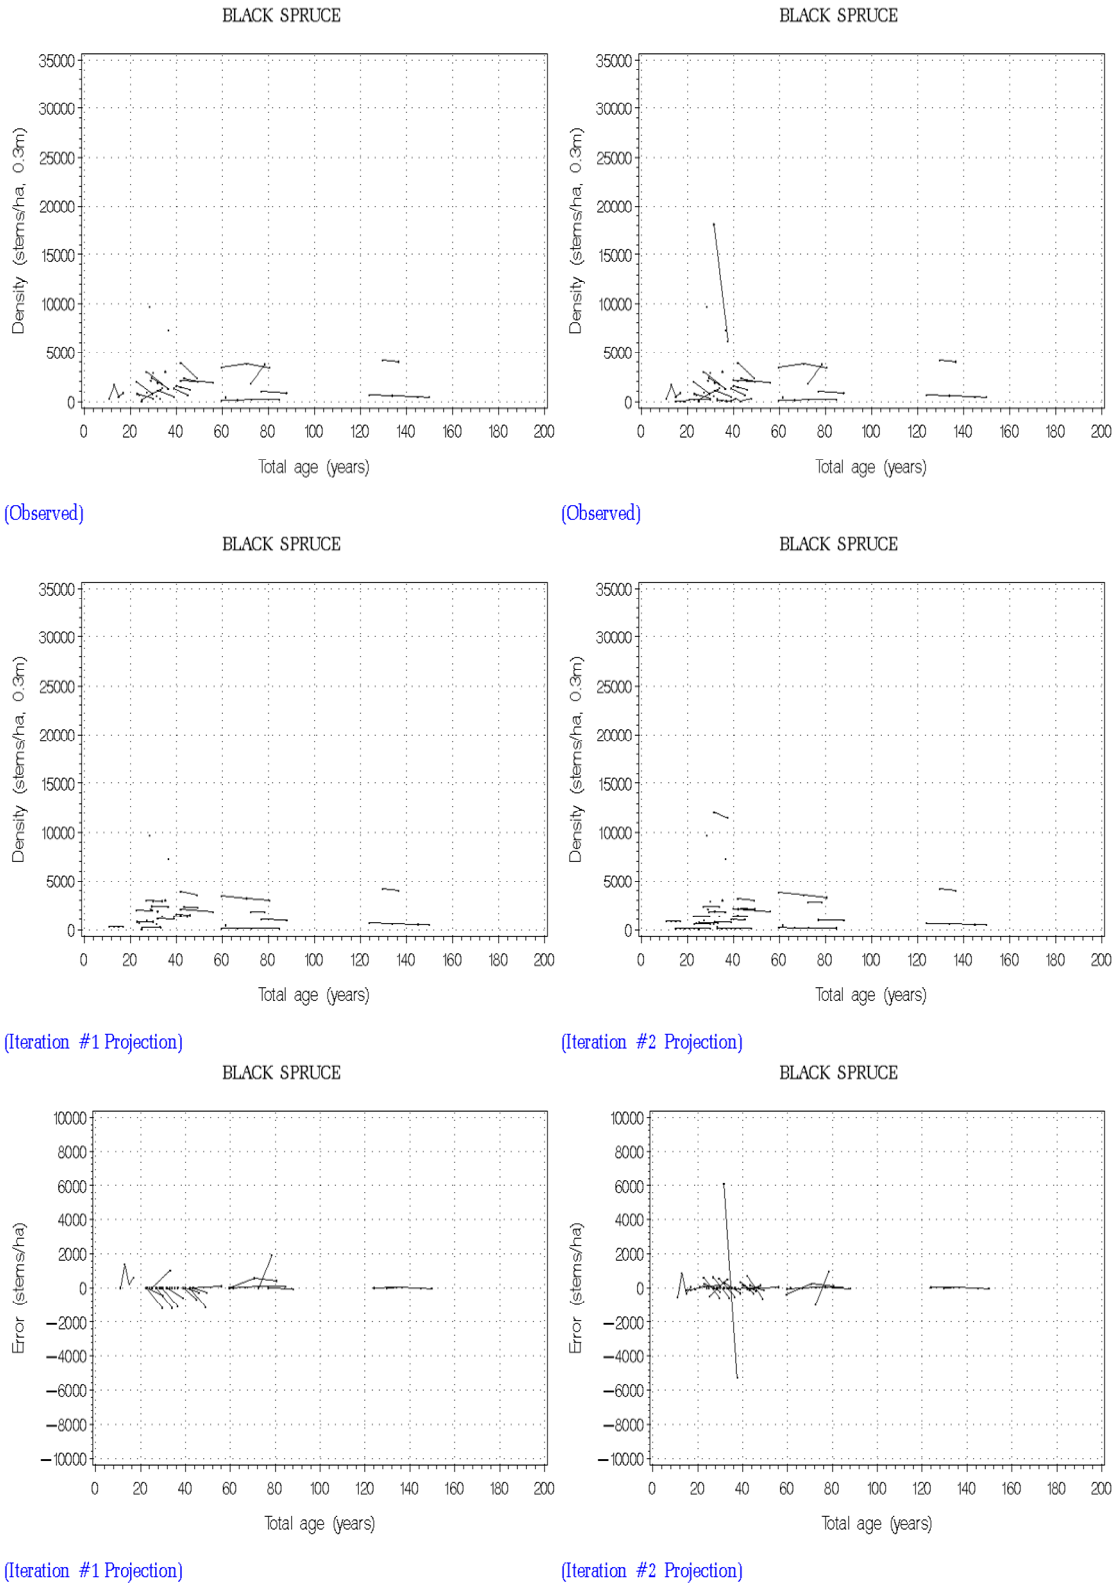 BLACK SPRUCE
35000
30000
25000
20000
15000
10000
5000
0
Density (stems/ha, 0.3m)
0 20 40 60 80 100 120 140 160 180 200
Total age (years)
(Observed)
BLACK SPRUCE
35000
30000
25000
20000
15000
10000
5000
0
Density (stems/ha, 0.3m)
0 20 40 60 80 100 120 140 160 180 200
Total age (years)
(Observed)
BLACK SPRUCE
35000
30000
25000
20000
15000
10000
5000
0
Density (stems/ha, 0.3m)
0 20 40 60 80 100 120 140 160 180 200
Total age (years)
(Iteration #1 Projection)
BLACK SPRUCE
35000
30000
25000
20000
15000
10000
5000
0
Density (stems/ha, 0.3m)
0 20 40 60 80 100 120 140 160 180 200
Total age (years)
(Iteration #2 Projection)
BLACK SPRUCE
10000
8000
6000
4000
2000
0
−2000
−4000
−6000
−8000
−10000
Error (stems/ha)
0 20 40 60 80 100 120 140 160 180 200
Total age (years)
(Iteration #1 Projection)
BLACK SPRUCE
10000
8000
6000
4000
2000
0
−2000
−4000
−6000
−8000
−10000
Error (stems/ha)
0 20 40 60 80 100 120 140 160 180 200
Total age (years)
(Iteration #2 Projection)